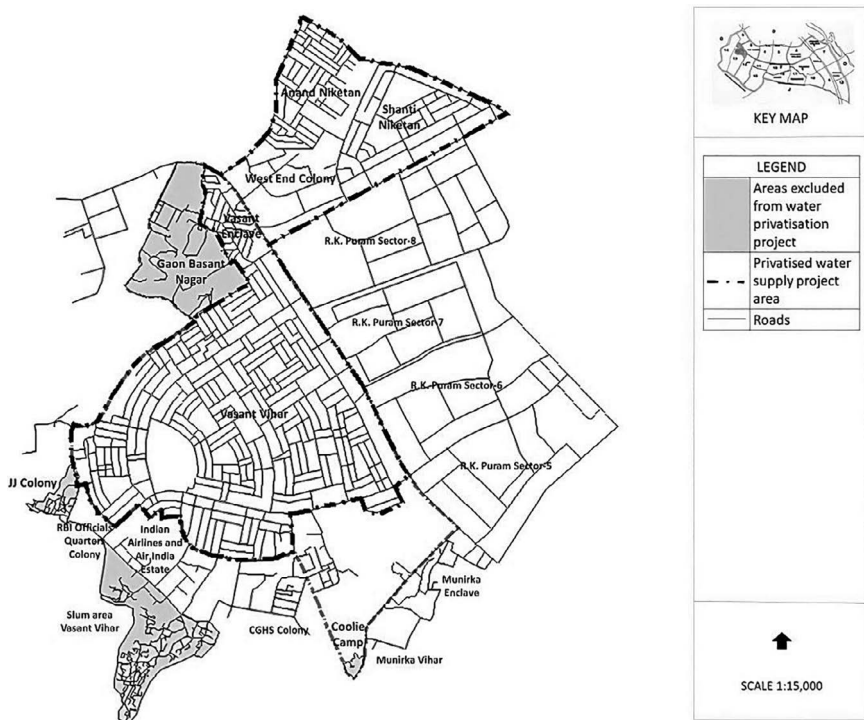 Anand Niketan
Shanti
Niketan
West End Colony
Vasant
Enclave
R.K. Puram Sector-8
Gaon Basant
Nagar
R.K. Puram Sector-7
R.K. Puram Sector-6
Vasant Vihar
R.K. Puram Sector-5
JJ Colony
RBI Officials
Quarters
Colony
Indian
Airlines and
Air India
Estate
Munirka
Enclave
Slum area
Vasant Vihar
CGHS Colony
Coolie
Camp
Munirka Vihar
KEY MAP
LEGEND
Areas excluded
from water
privatisation
project
Privatised water
supply project
area
Roads
SCALE 1:15,000